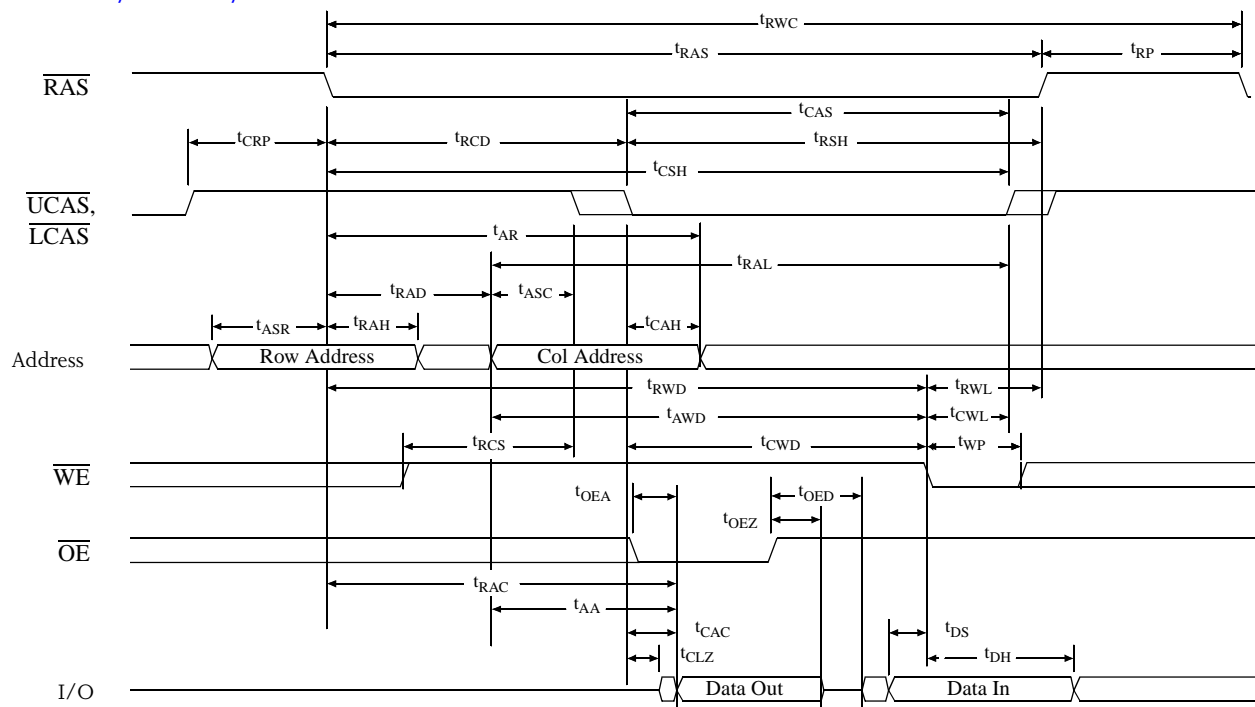 tRWC
tRAS
tRP
RAS
tCAS
tCRP
tRCD
tRSH
tCSH
UCAS,
LCAS
tAR
tRAL
tRAD
tASC
tASR
tRAH
tCAH
Address
Row Address
Col Address
tRWD
tRWL
tAWD
tCWL
tRCS
tCWD
tWP
WE
tOEA
tOED
tOEZ
OE
tRAC
tAA
tCAC
tDS
tCLZ
tDH
I/O
Data Out
Data In